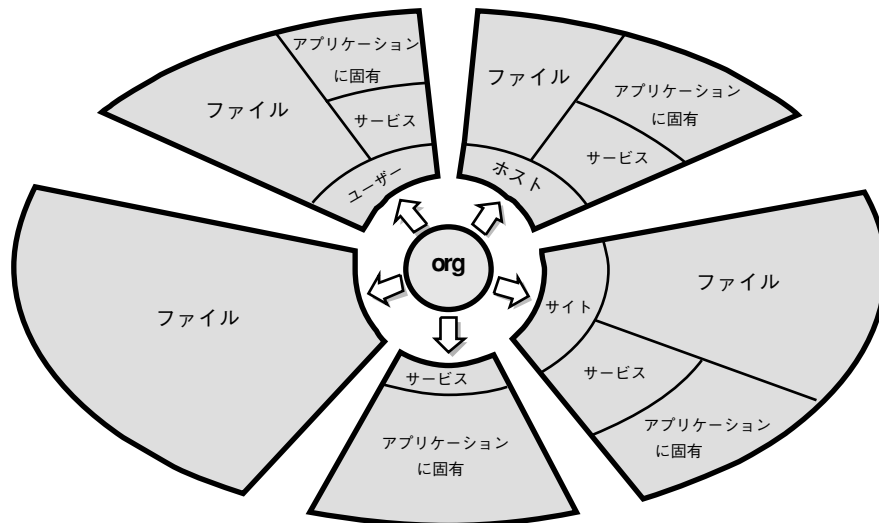 アプリケーション
に固有
ファイル
サービス
ユーザー
ファイル
アプリケーション
に固有
サービス
ホスト
org
ファイル
サイト
ファイル
サービス
アプリケーション
に固有
サービス
アプリケーション
に固有